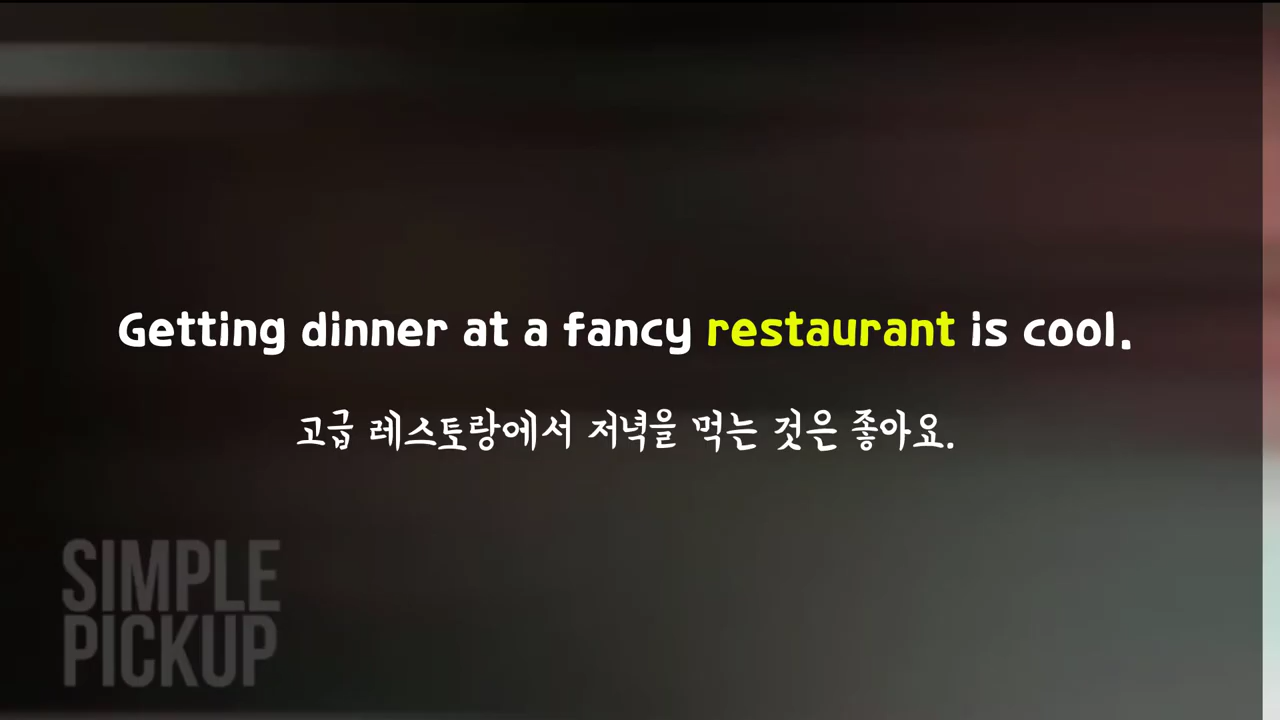 Getting dinner at a fancy restaurant is cool.
고급 레스토랑에서 저녁을 먹는 것은 좋아요.
SIMPLE
PICKUP